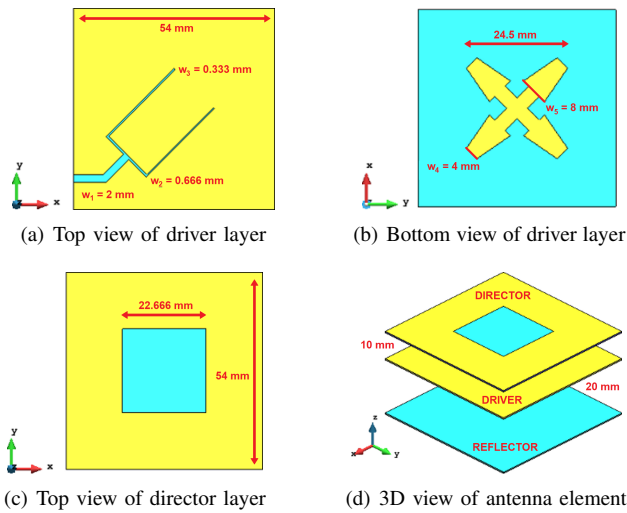 54 mm
w3 = 0.333 mm
w2 = 0.666 mm
w1 = 2 mm
y
x
z
(a) Top view of driver layer
24.5 mm
w5 = 8 mm
w4 = 4 mm
x
y
(b) Bottom view of driver layer
22.666 mm
54 mm
y
x
z
(c) Top view of director layer
DIRECTOR
10 mm
DRIVER
20 mm
REFLECTOR
z
x
y
(d) 3D view of antenna element